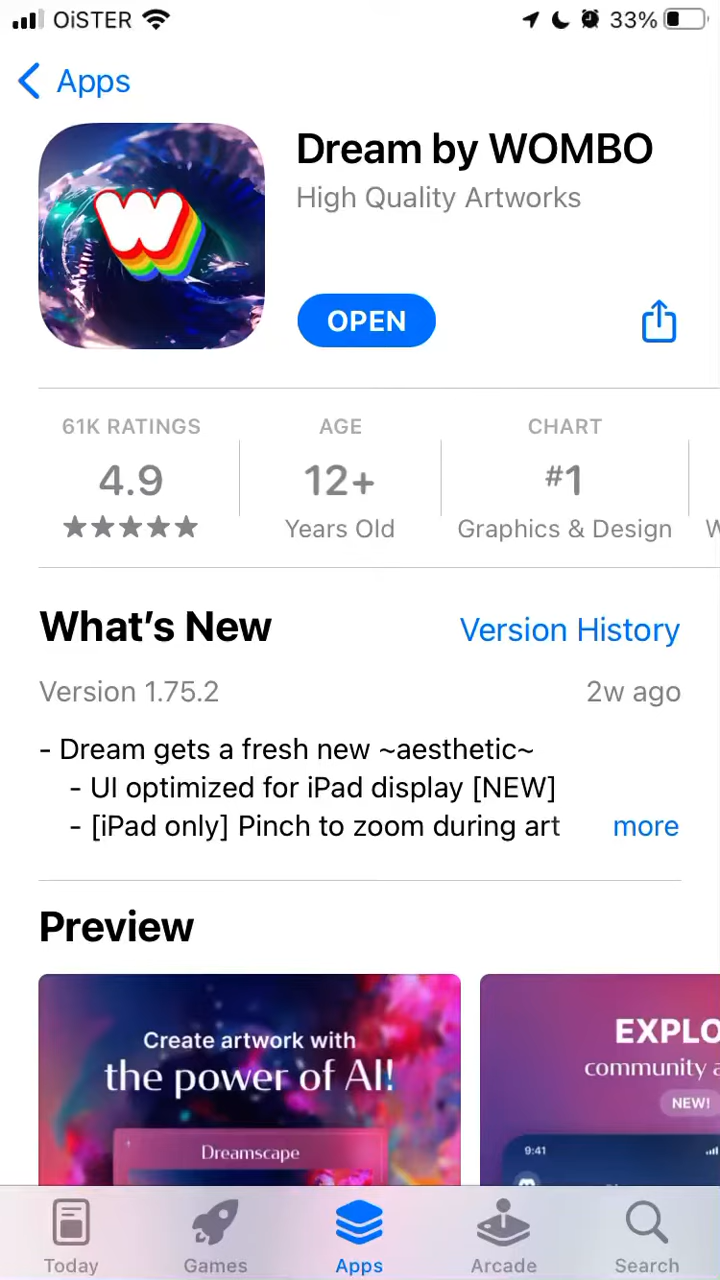 OiSTER 33%
Apps
Dream by WOMBO
High Quality Artworks
W
OPEN
61K RATINGS AGE CHART
4.9 12+ #1
Years Old Graphics & Design W
What's New Version History
Version 1.75.2 2w ago
- Dream gets a fresh new ~aesthetic~
- UI optimized for iPad display [NEW]
- [iPad only] Pinch to zoom during art more
Preview
Create artwork with
the power of AI!
Dreamscape
EXPLO
community a
NEW!
9:41
Today Games Apps Arcade Search